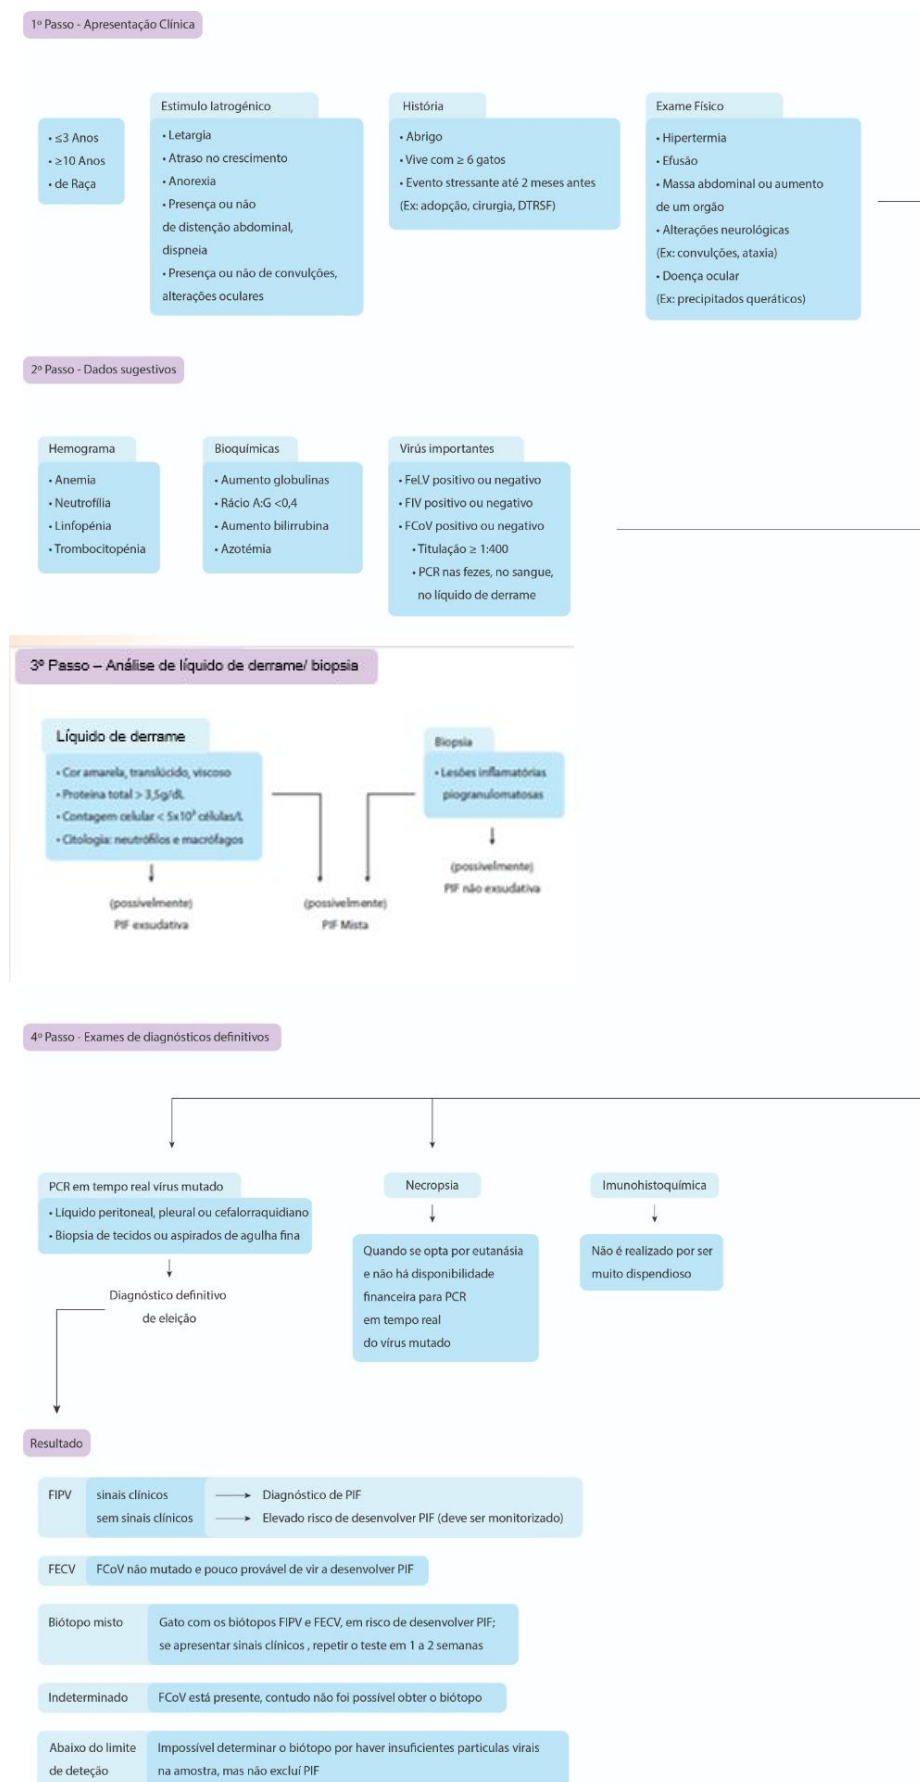 1º Passo - Apresentação Clínica
• ≤3 Anos
• ≥10 Anos
• de Raça
Estimulo Iatrogénico
• Letargia
• Atraso no crescimento
• Anorexia
• Presença ou não
de distenção abdominal,
dispneia
• Presença ou não de convulções,
alterações oculares
História
• Abrigo
• Vive com ≥ 6 gatos
• Evento stressante até 2 meses antes
(Ex: adopção, cirurgia, DTRSF)
Exame Físico
• Hipertermia
• Efusão
• Massa abdominal ou aumento
de um orgão
• Alterações neurológicas
(Ex: convulções, ataxia)
• Doença ocular
(Ex: precipitados queráticos)
2º Passo - Dados sugestivos
Hemograma
• Anemia
• Neutrofília
• Linfopénia
• Trombocitopénia
Bioquímicas
• Aumento globulinas
• Rácio A:G <0,4
• Aumento bilirrubina
• Azotémia
Virús importantes
• FeLV positivo ou negativo
• FIV positivo ou negativo
• FCoV positivo ou negativo
• Titulação ≥ 1:400
• PCR nas fezes, no sangue,
no líquido de derrame
3º Passo – Análise de líquido de derrame/ biopsia
Líquido de derrame
• Cor amarela, translúcido, viscoso
• Proteina total > 3,5g/dL
• Contagem celular < 5x10⁹ células/L
• Citologia: neutrófilos e macrófagos
(possivelmente)
PIF exsudativa
(possivelmente)
PIF Mista
Biopsia
• Lesões inflamatórias
piogranulomatosas
(possivelmente)
PIF não exsudativa
4º Passo - Exames de diagnósticos definitivos
PCR em tempo real vírus mutado
• Líquido peritoneal, pleural ou cefalorraquidiano
• Biopsia de tecidos ou aspirados de agulha fina
Diagnóstico definitivo
de eleição
Necropsia
Quando se opta por eutanásia
e não há disponibilidade
financeira para PCR
em tempo real
do vírus mutado
Imunohistoquímica
Não é realizado por ser
muito dispendioso
Resultado
FIPV sinais clínicos Diagnóstico de PIF
sem sinais clínicos Elevado risco de desenvolver PIF (deve ser monitorizado)
FECV FCoV não mutado e pouco provável de vir a desenvolver PIF
Biótopo misto Gato com os biótopos FIPV e FECV, em risco de desenvolver PIF;
se apresentar sinais clínicos , repetir o teste em 1 a 2 semanas
Indeterminado FCoV está presente, contudo não foi possível obter o biótopo
Abaixo do limite Impossível determinar o biótopo por haver insuficientes particulas virais
de deteção na amostra, mas não excluí PIF